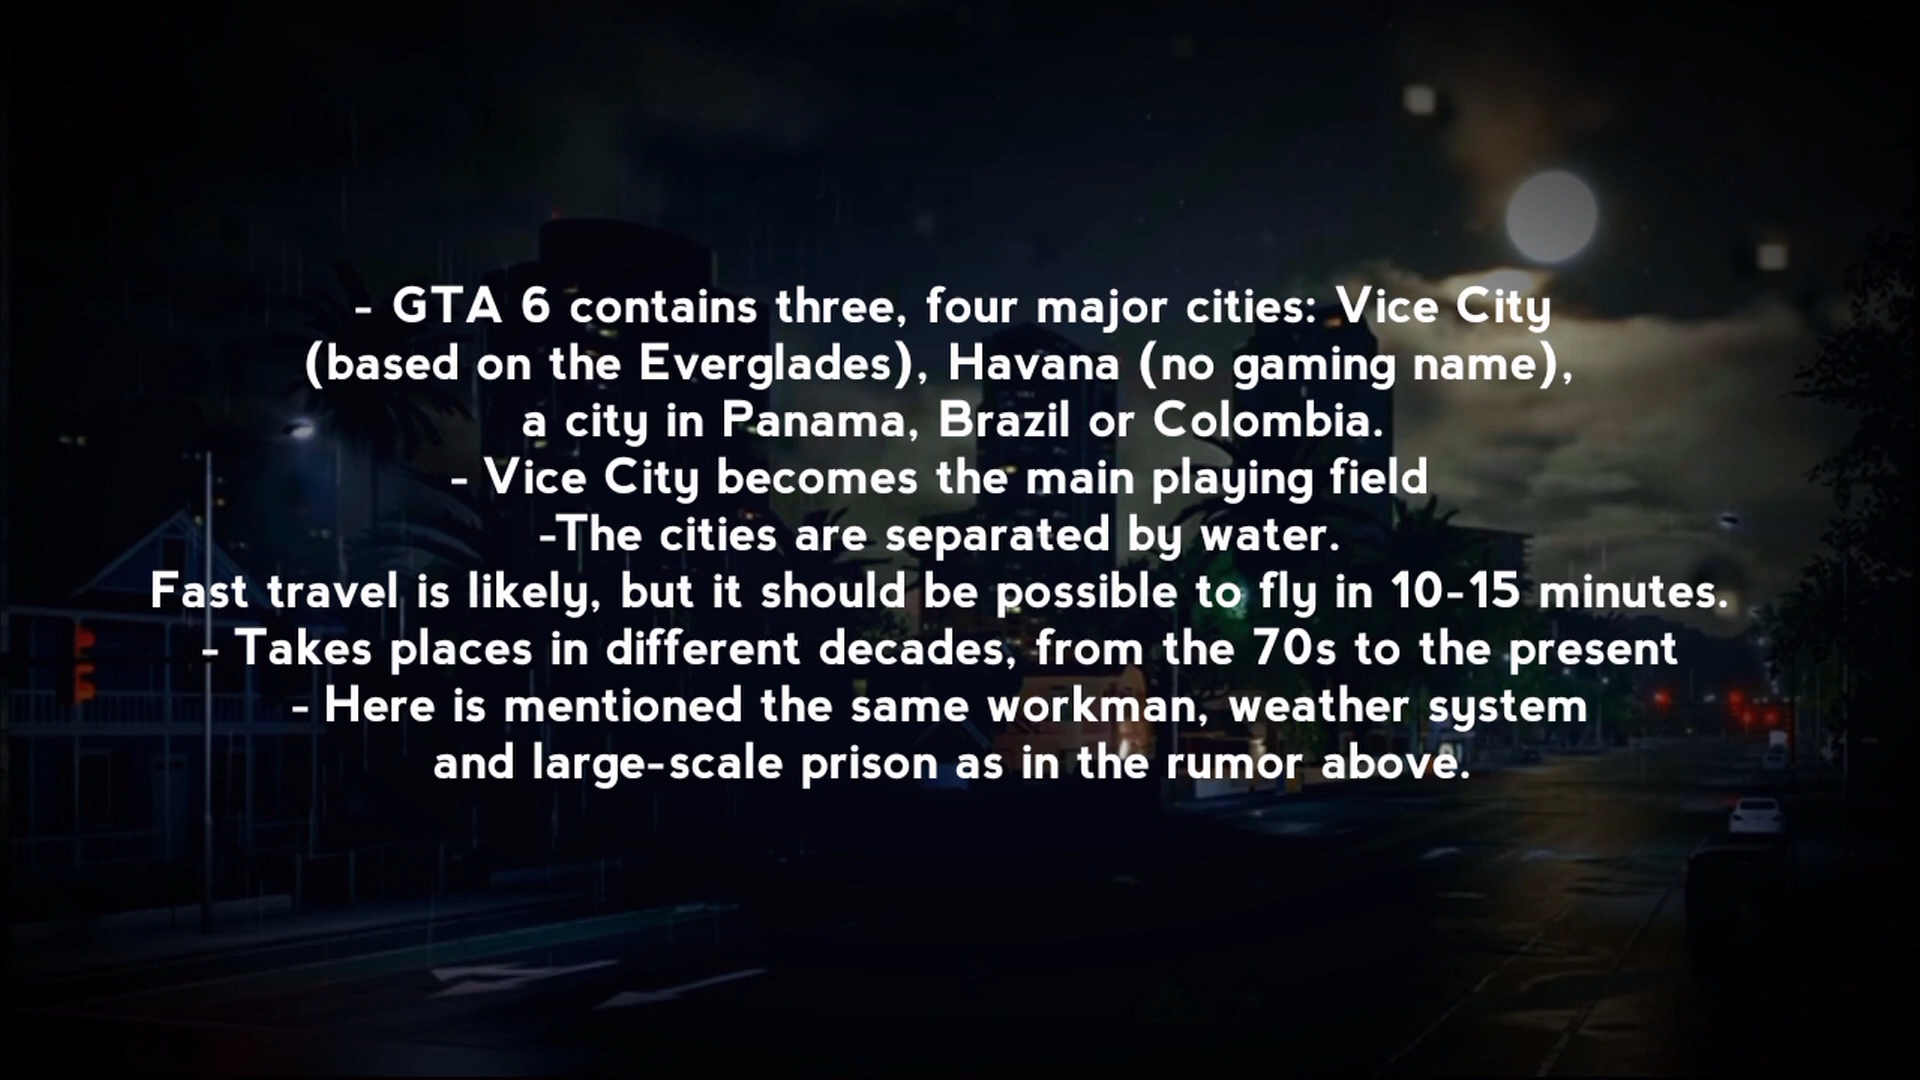 - GTA 6 contains three, four major cities: Vice City
(based on the Everglades), Havana (no gaming name),
a city in Panama, Brazil or Colombia.
- Vice City becomes the main playing field
-The cities are separated by water.
Fast travel is likely, but it should be possible to fly in 10-15 minutes.
- Takes places in different decades, from the 70s to the present
- Here is mentioned the same workman, weather system
and large-scale prison as in the rumor above.